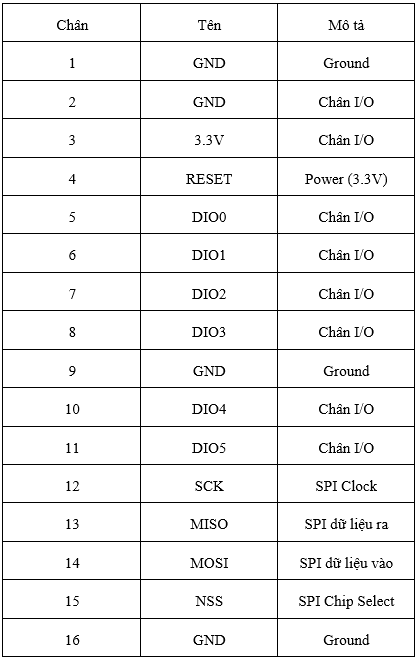 Chân Tên Mô tả
1 GND Ground
2 GND Chân I/O
3 3.3V Chân I/O
4 RESET Power (3.3V)
5 DIO0 Chân I/O
6 DIO1 Chân I/O
7 DIO2 Chân I/O
8 DIO3 Chân I/O
9 GND Ground
10 DIO4 Chân I/O
11 DIO5 Chân I/O
12 SCK SPI Clock
13 MISO SPI dữ liệu ra
14 MOSI SPI dữ liệu vào
15 NSS SPI Chip Select
16 GND Ground